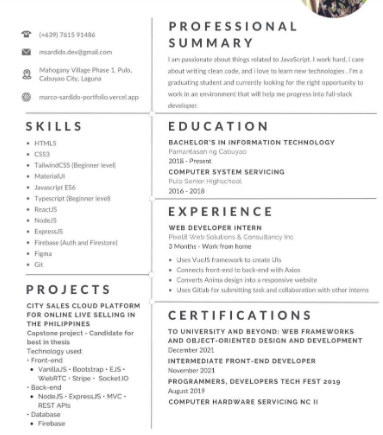 (+639) 7615 91486
msardido.dev@gmail.com
Mahogany Village Phase 1, Pulo,
Cabuyao City, Laguna
marco-sardido-portfolio.vercel.app
SKILLS
• HTML5
• CSS3
• TailwindCSS (Beginner level)
• MaterialUI
• Javascript ES6
• Typescript (Beginner level)
• ReactJS
• NodeJS
• ExpressJS
• Firebase (Auth and Firestore)
• Figma
• Git
PROJECTS
CITY SALES CLOUD PLATFORM
FOR ONLINE LIVE SELLING IN
THE PHILIPPINES
Capstone project - Candidate for
best in thesis
Technology used:
- Front-end
• VanillaJS • Bootstrap • EJS •
WebRTC • Stripe • Socket.IO
- Back-end
• NodeJS • ExpressJS • MVC •
REST APIs
- Database
• Firebase
PROFESSIONAL
SUMMARY
I am passionate about things related to JavaScript. I work hard, I care
about writing clean code, and i love to learn new technologies . I'm a
graduating student and currently looking for the right opportunity to
work in an environment that will help me progress into full-stack
developer.
EDUCATION
BACHELOR'S IN INFORMATION TECHNOLOGY
Pamantasan ng Cabuyao
2018 - Present
COMPUTER SYSTEM SERVICING
Pulo Senior Highschool
2016 - 2018
EXPERIENCE
WEB DEVELOPER INTERN
Pixel8 Web Solutions & Consultancy Inc
3 Months - Work from home
• Uses VueJS framework to create UIs
• Connects front-end to back-end with Axios
• Converts Anima design into a responsive website
• Uses Gitlab for submitting task and collaboration with other interns
CERTIFICATIONS
TO UNIVERSITY AND BEYOND: WEB FRAMEWORKS
AND OBJECT-ORIENTED DESIGN AND DEVELOPMENT
December 2021
INTERMEDIATE FRONT-END DEVELOPER
November 2021
PROGRAMMERS, DEVELOPERS TECH FEST 2019
August 2019
COMPUTER HARDWARE SERVICING NC II